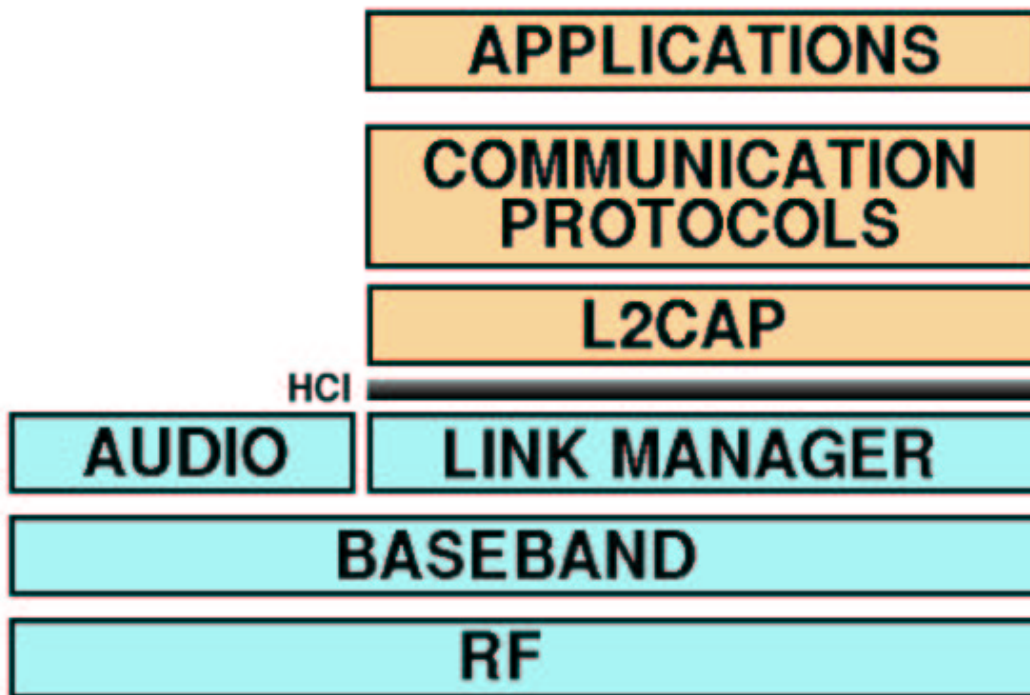 APPLICATIONS
COMMUNICATION
PROTOCOLS
L2CAP
HCI
AUDIO
LINK MANAGER
BASEBAND
RF